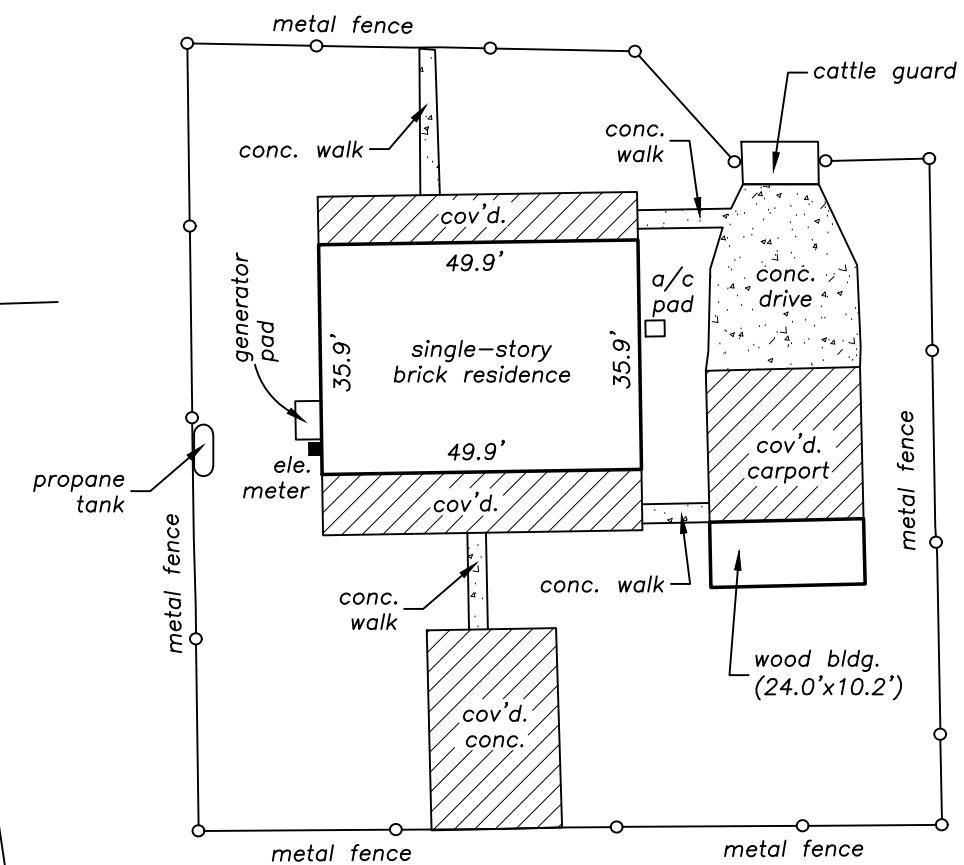 metal fence
cattle guard
conc.
walk
conc. walk
cov'd.
49.9'
generator
pad
a/c
pad
conc.
drive
35.9'
single-story
brick residence
35.9'
49.9'
ele.
meter
cov'd.
carport
metal fence
propane
tank
cov'd.
metal fence
conc.
walk
conc. walk
wood bldg.
(24.0'x10.2')
cov'd.
conc.
metal fence
metal fence